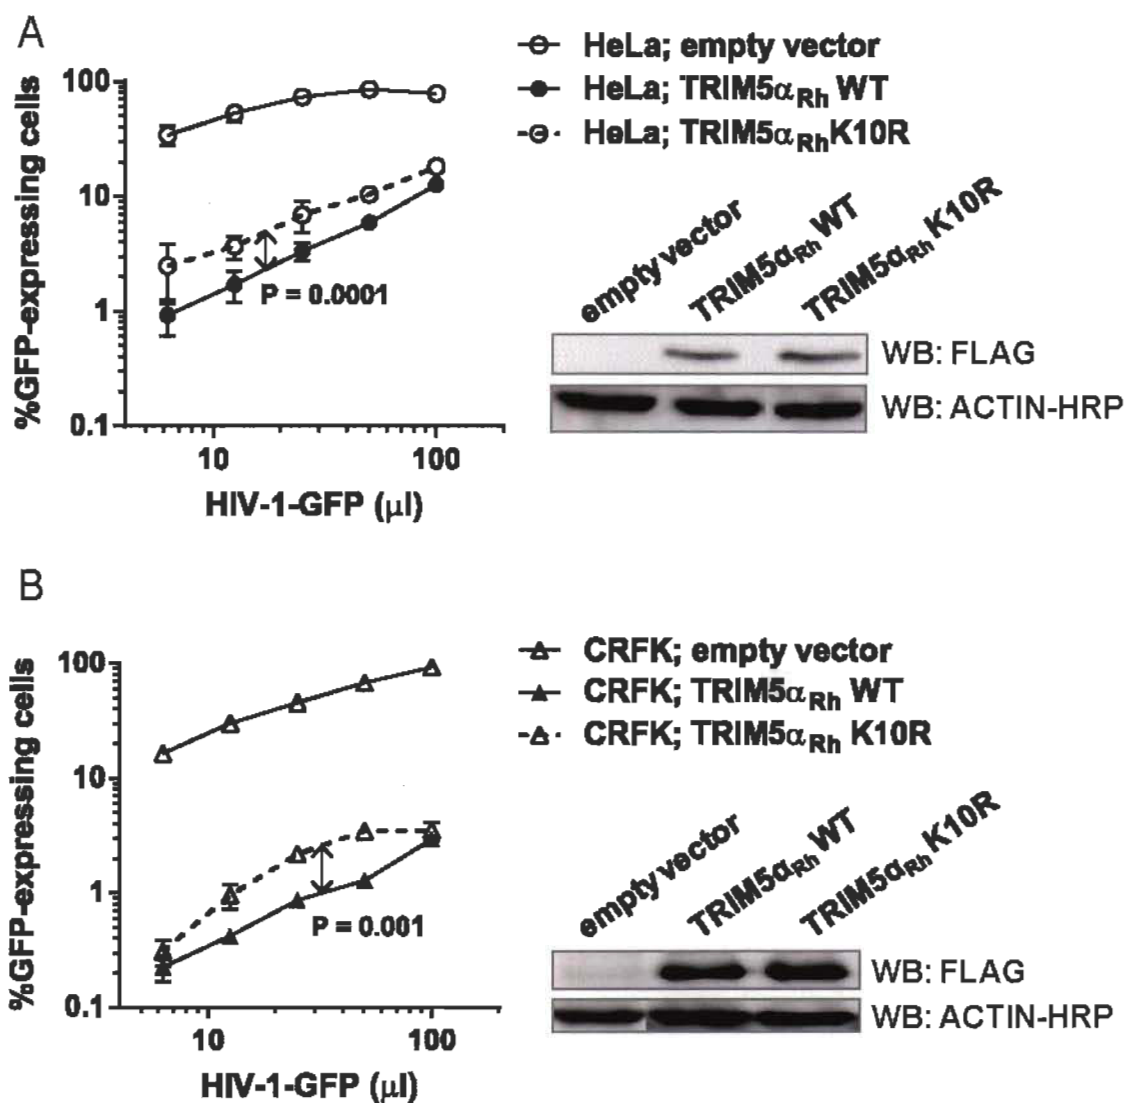 A
HeLa; empty vector
HeLa; TRIM5αRh WT
HeLa; TRIM5αRhK10R
%GFP-expressing cells
100
10
1
0.1
P = 0.0001
10 100
HIV-1-GFP (μl)
empty vector
TRIM5αRh WT
TRIM5αRh K10R
WB: FLAG
WB: ACTIN-HRP
B
CRFK; empty vector
CRFK; TRIM5αRh WT
CRFK; TRIM5αRh K10R
%GFP-expressing cells
100
10
1
0.1
P = 0.001
10 100
HIV-1-GFP (μl)
empty vector
TRIM5αRh WT
TRIM5αRh K10R
WB: FLAG
WB: ACTIN-HRP